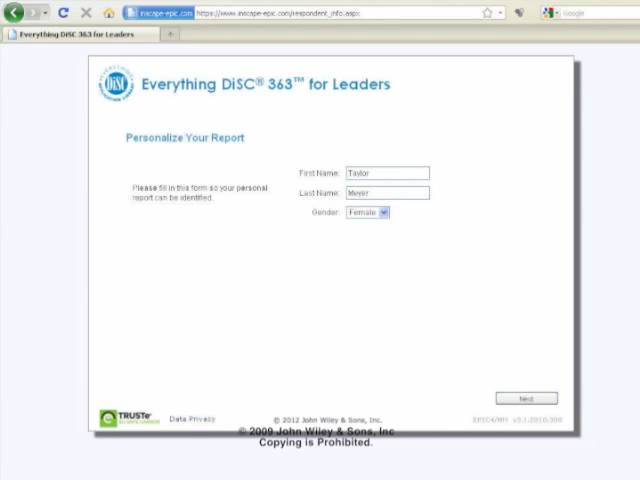 inscape-epic.com https://www.inscape-epic.com/respondent_info.aspx
Google
Everything DiSC 363 for Leaders
DiSC
Everything DiSC® 363™ for Leaders
Personalize Your Report
First Name: Taylor
Please fill in this form so your personal
report can be identified.
Last Name: Meyer
Gender: Female
Next
TRUSTe
Data Privacy
© 2012 John Wiley & Sons, Inc.
© 2009 John Wiley & Sons, Inc
Copying is Prohibited.